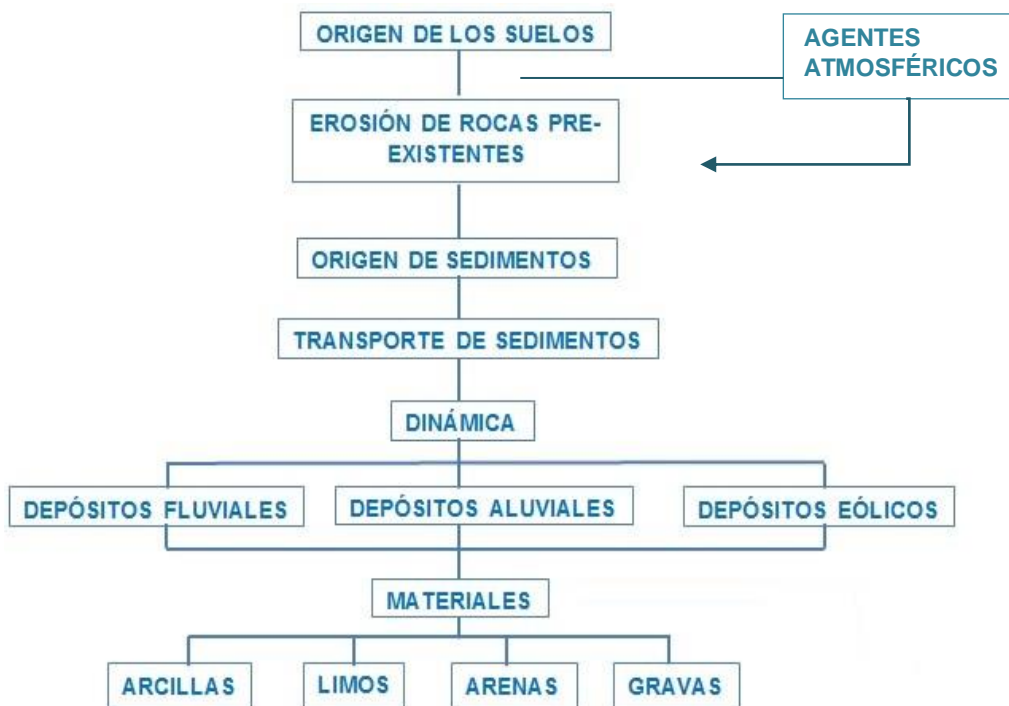 ORIGEN DE LOS SUELOS
AGENTES
ATMOSFÉRICOS
EROSIÓN DE ROCAS PRE-
EXISTENTES
ORIGEN DE SEDIMENTOS
TRANSPORTE DE SEDIMENTOS
DINÁMICA
DEPÓSITOS FLUVIALES
DEPÓSITOS ALUVIALES
DEPÓSITOS EÓLICOS
MATERIALES
ARCILLAS
LIMOS
ARENAS
GRAVAS